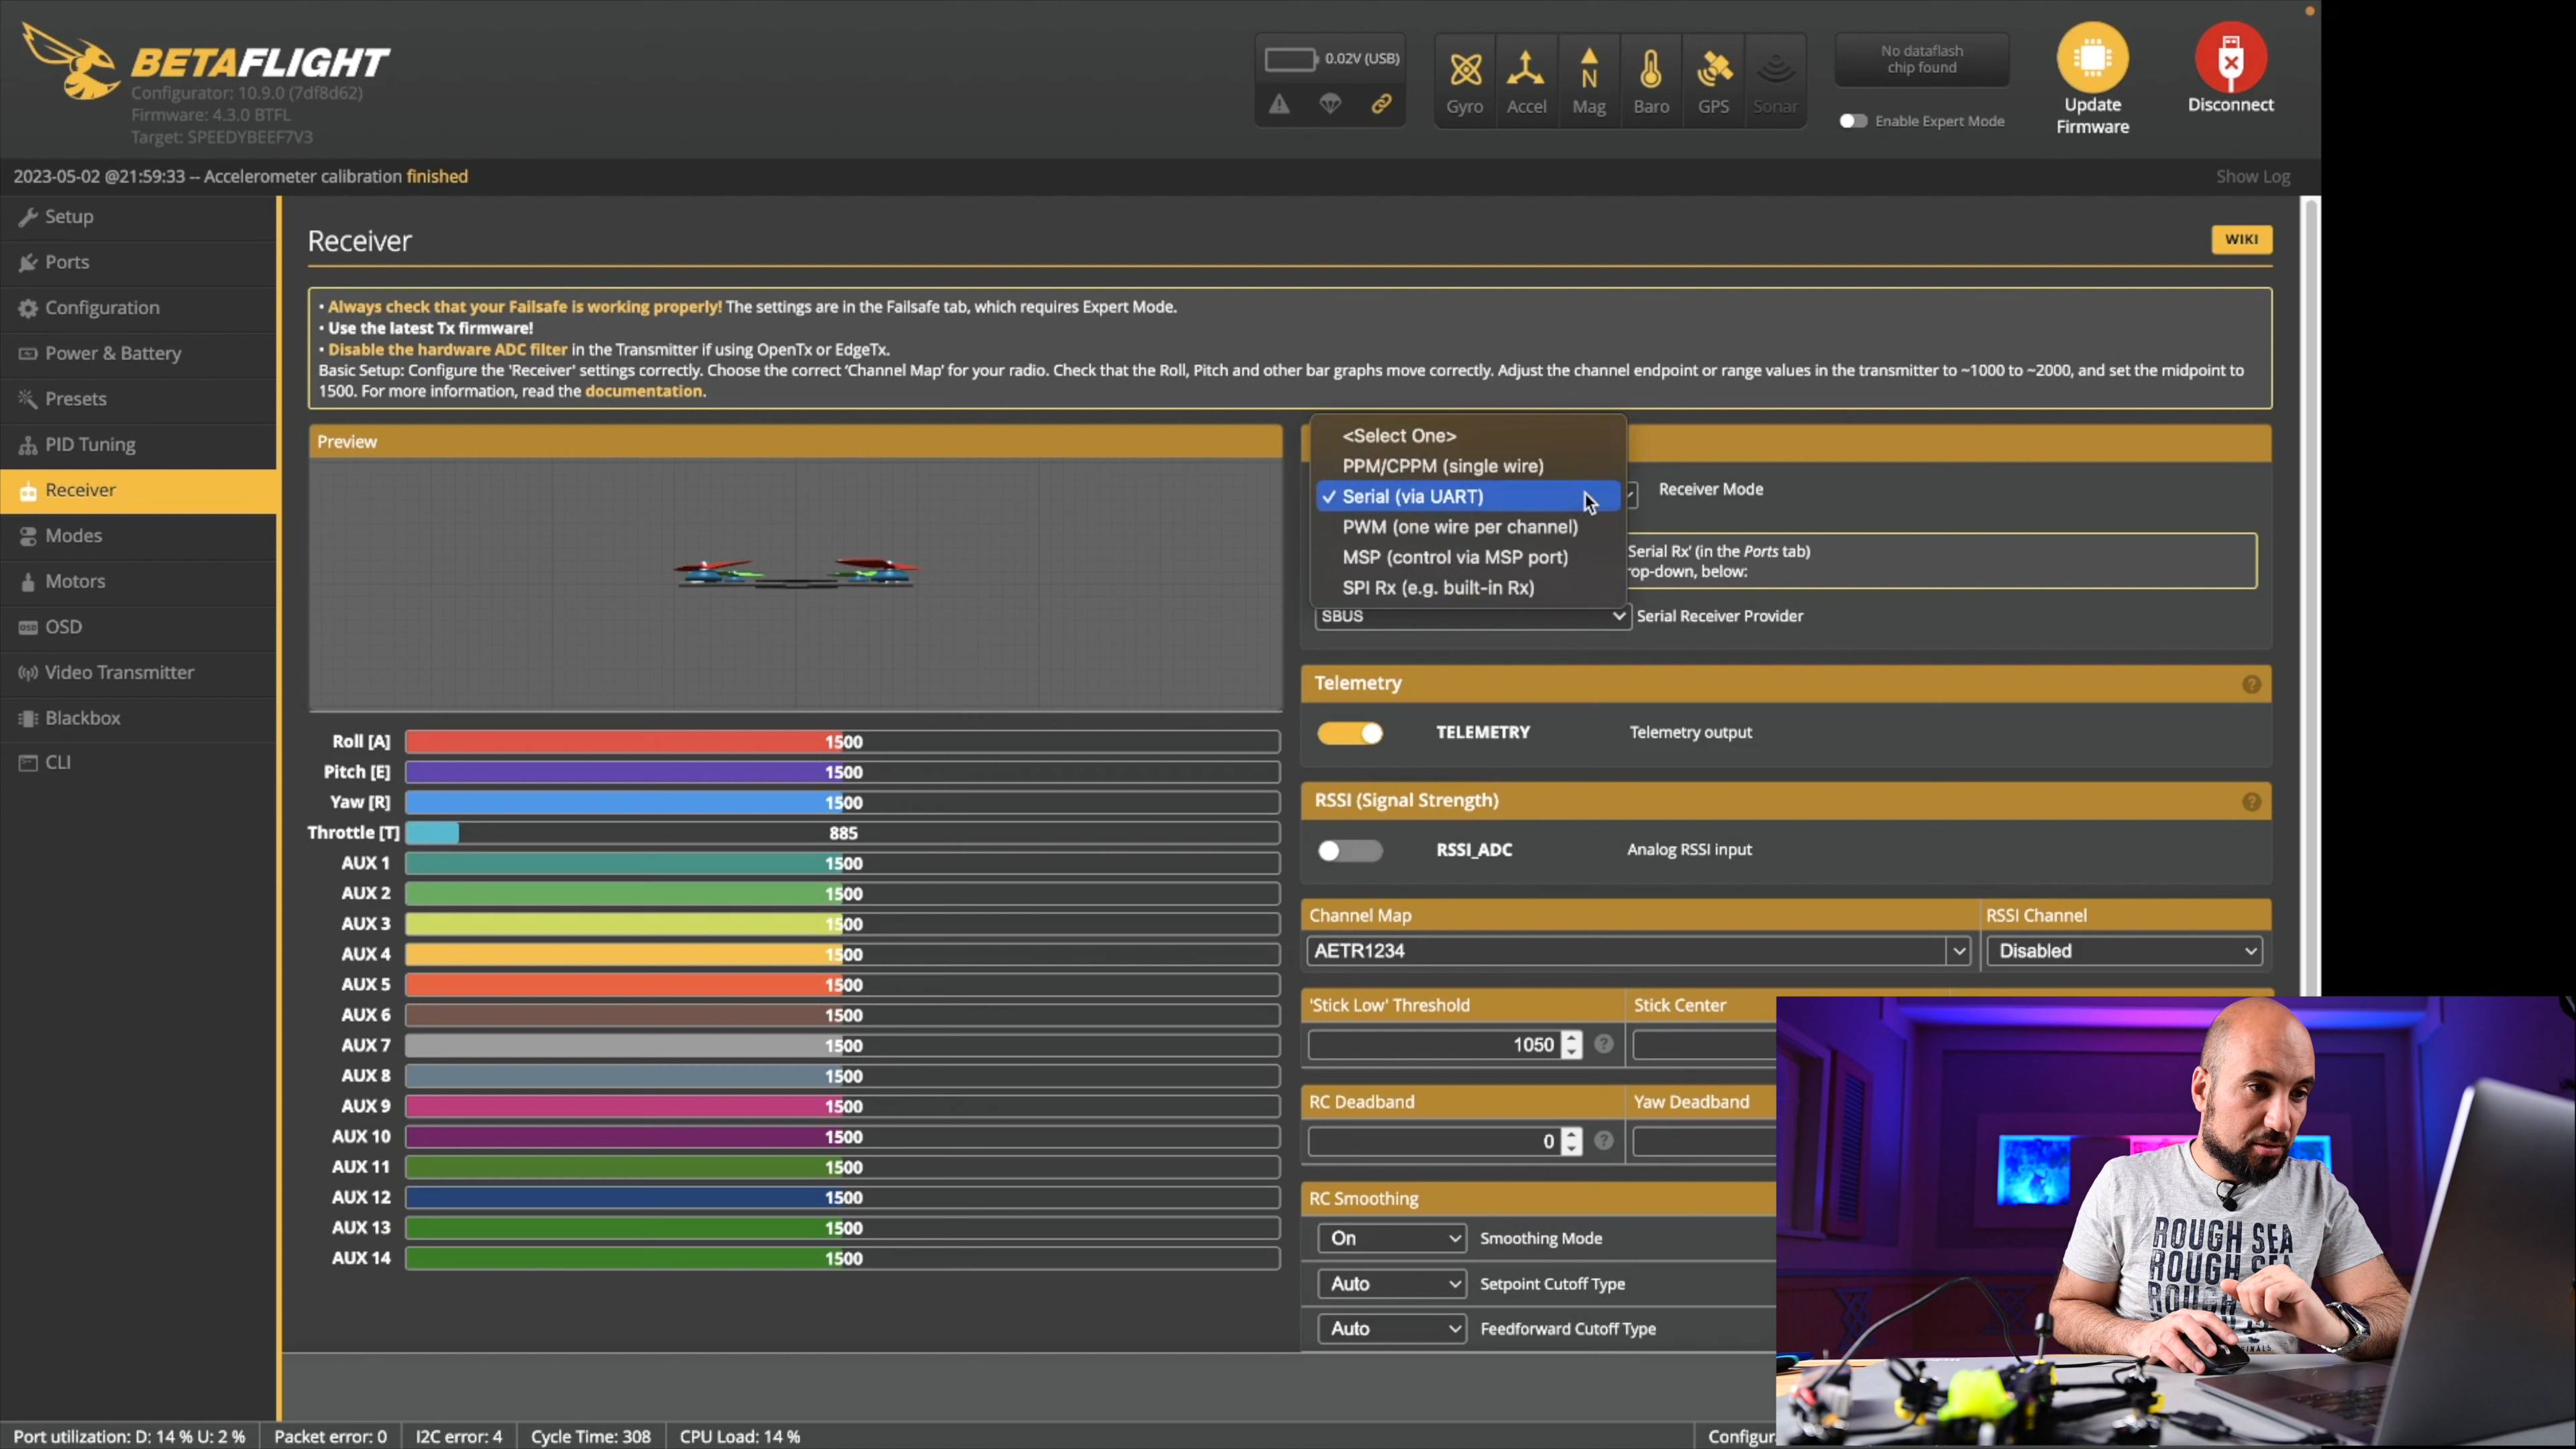 BETAFLIGHT
Configurator: 10.9.0 (7df8d62)
Firmware: 4.3.0 BTFL
Target: SPEEDYBEEF7V3
0.02V (USB)
Gyro
Accel
N
Mag
Baro
GPS
Sonar
No dataflash
chip found
Enable Expert Mode
Update
Firmware
Disconnect
2023-05-02 @21:59:33 -- Accelerometer calibration finished
Show Log
Setup
Ports
Configuration
Power & Battery
Presets
PID Tuning
Receiver
Modes
Motors
OSD
OSD
Video Transmitter
Blackbox
CLI
Receiver
WIKI
• Always check that your Failsafe is working properly! The settings are in the Failsafe tab, which requires Expert Mode.
• Use the latest Tx firmware!
• Disable the hardware ADC filter in the Transmitter if using OpenTx or EdgeTx.
Basic Setup: Configure the 'Receiver' settings correctly. Choose the correct 'Channel Map' for your radio. Check that the Roll, Pitch and other bar graphs move correctly. Adjust the channel endpoint or range values in the transmitter to ~1000 to ~2000, and set the midpoint to
1500. For more information, read the documentation.
Preview
Roll [A] 1500
Pitch [E] 1500
Yaw [R] 1500
Throttle [T] 885
AUX 1 1500
AUX 2 1500
AUX 3 1500
AUX 4 1500
AUX 5 1500
AUX 6 1500
AUX 7 1500
AUX 8 1500
AUX 9 1500
AUX 10 1500
AUX 11 1500
AUX 12 1500
AUX 13 1500
AUX 14 1500
<Select One>
PPM/CPPM (single wire)
✓ Serial (via UART)
PWM (one wire per channel)
MSP (control via MSP port)
SPI Rx (e.g. built-in Rx)
Receiver Mode
Serial Rx' (in the Ports tab)
op-down, below:
SBUS
Serial Receiver Provider
Telemetry
?
TELEMETRY
Telemetry output
RSSI (Signal Strength)
?
RSSI_ADC
Analog RSSI input
Channel Map
RSSI Channel
AETR1234
Disabled
'Stick Low' Threshold
Stick Center
1050
?
RC Deadband
Yaw Deadband
0
?
RC Smoothing
On
Smoothing Mode
Auto
Setpoint Cutoff Type
Auto
Feedforward Cutoff Type
ROUGH SEA
ROUGH SEA
ROUGH
Port utilization: D: 14 % U: 2 %
Packet error: 0
I2C error: 4
Cycle Time: 308
CPU Load: 14 %
Configur